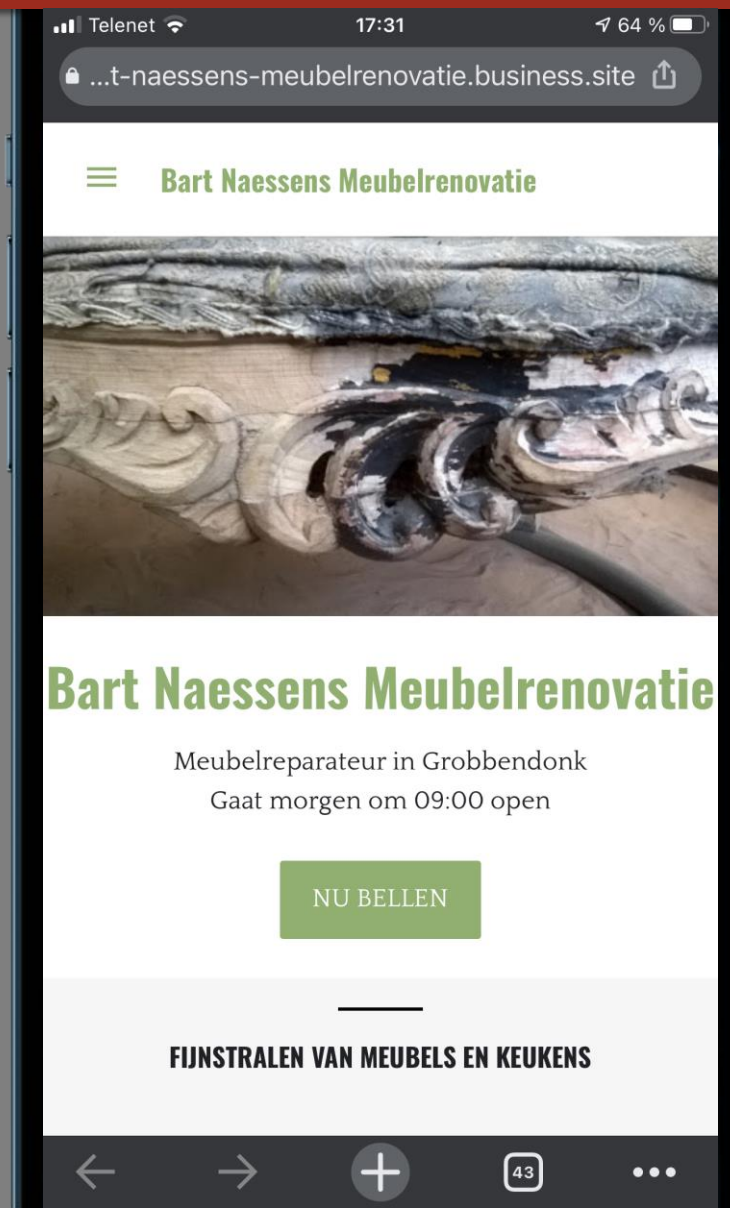 Telenet 17:31 64 %
...t-naessens-meubelrenovatie.business.site
Bart Naessens Meubelrenovatie
Bart Naessens Meubelrenovatie
Meubelreparateur in Grobbendonk
Gaat morgen om 09:00 open
NU BELLEN
FIJNSTRALEN VAN MEUBELS EN KEUKENS
43